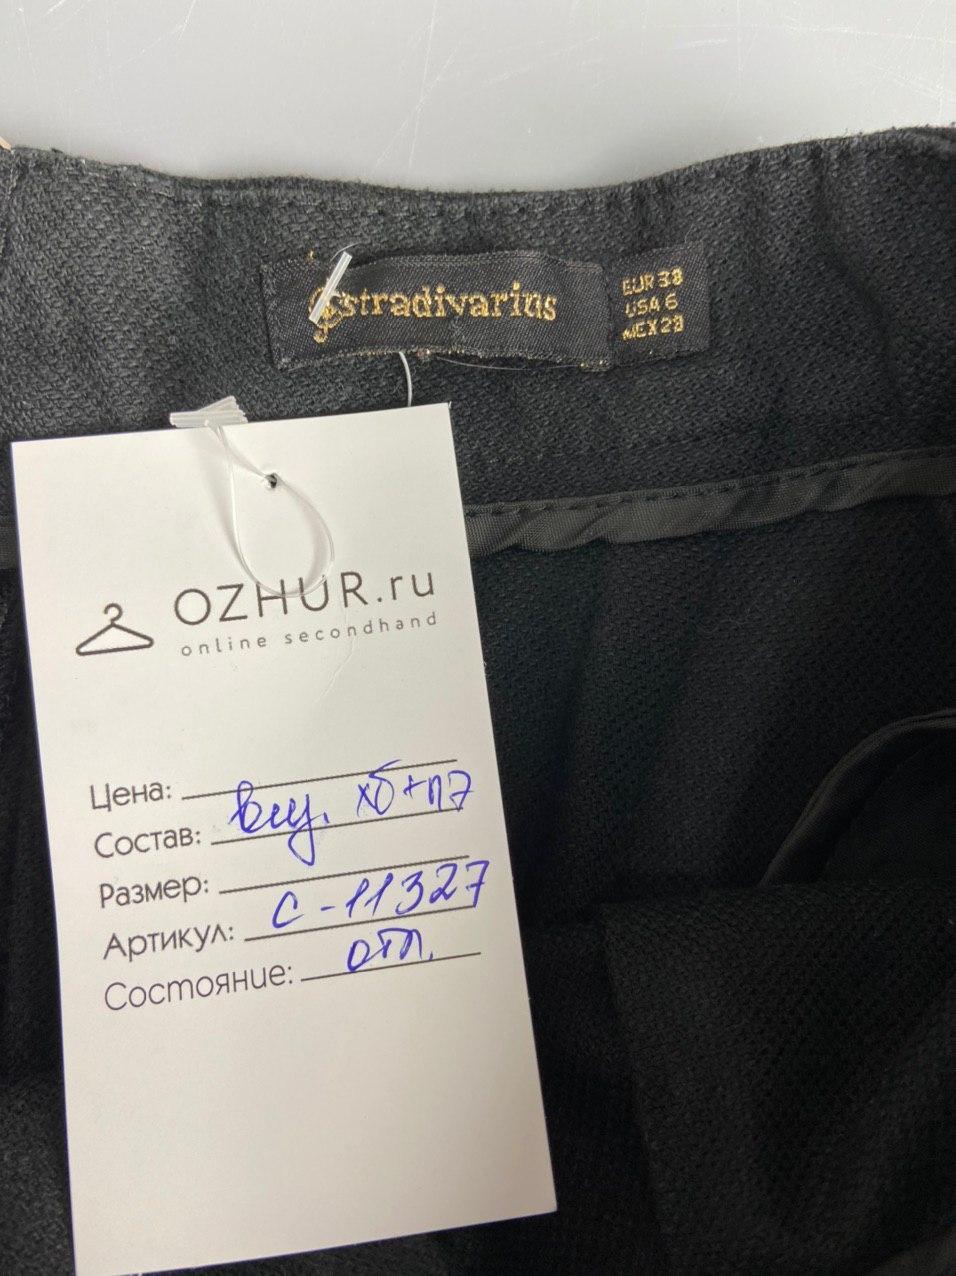 stradivarius
EUR 38
USA 6
MEX 28
OZHUR.ru
online secondhand
Цена:
Состав: виз. хб+пэ
Размер:
Артикул: С-11327
Состояние: отл.